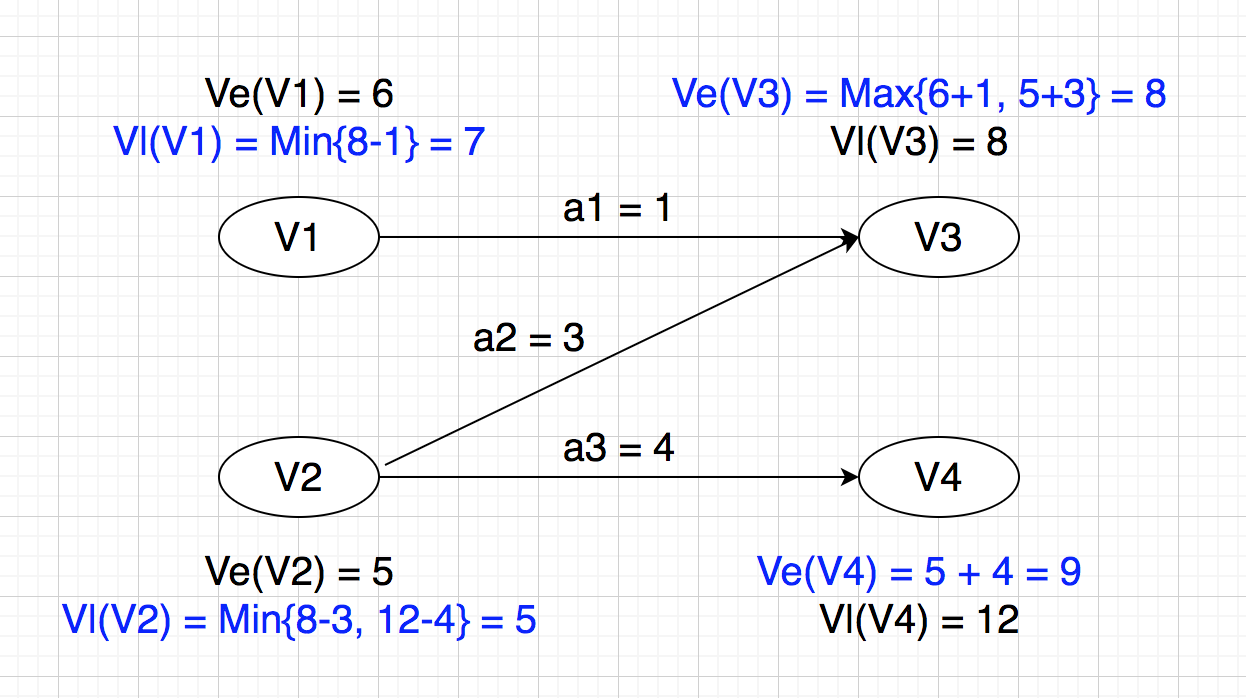 Ve(V1) = 6
Vl(V1) = Min{8-1} = 7
Ve(V3) = Max{6+1, 5+3} = 8
Vl(V3) = 8
a1 = 1
V1
V3
a2 = 3
a3 = 4
V2
V4
Ve(V2) = 5
Vl(V2) = Min{8-3, 12-4} = 5
Ve(V4) = 5 + 4 = 9
Vl(V4) = 12